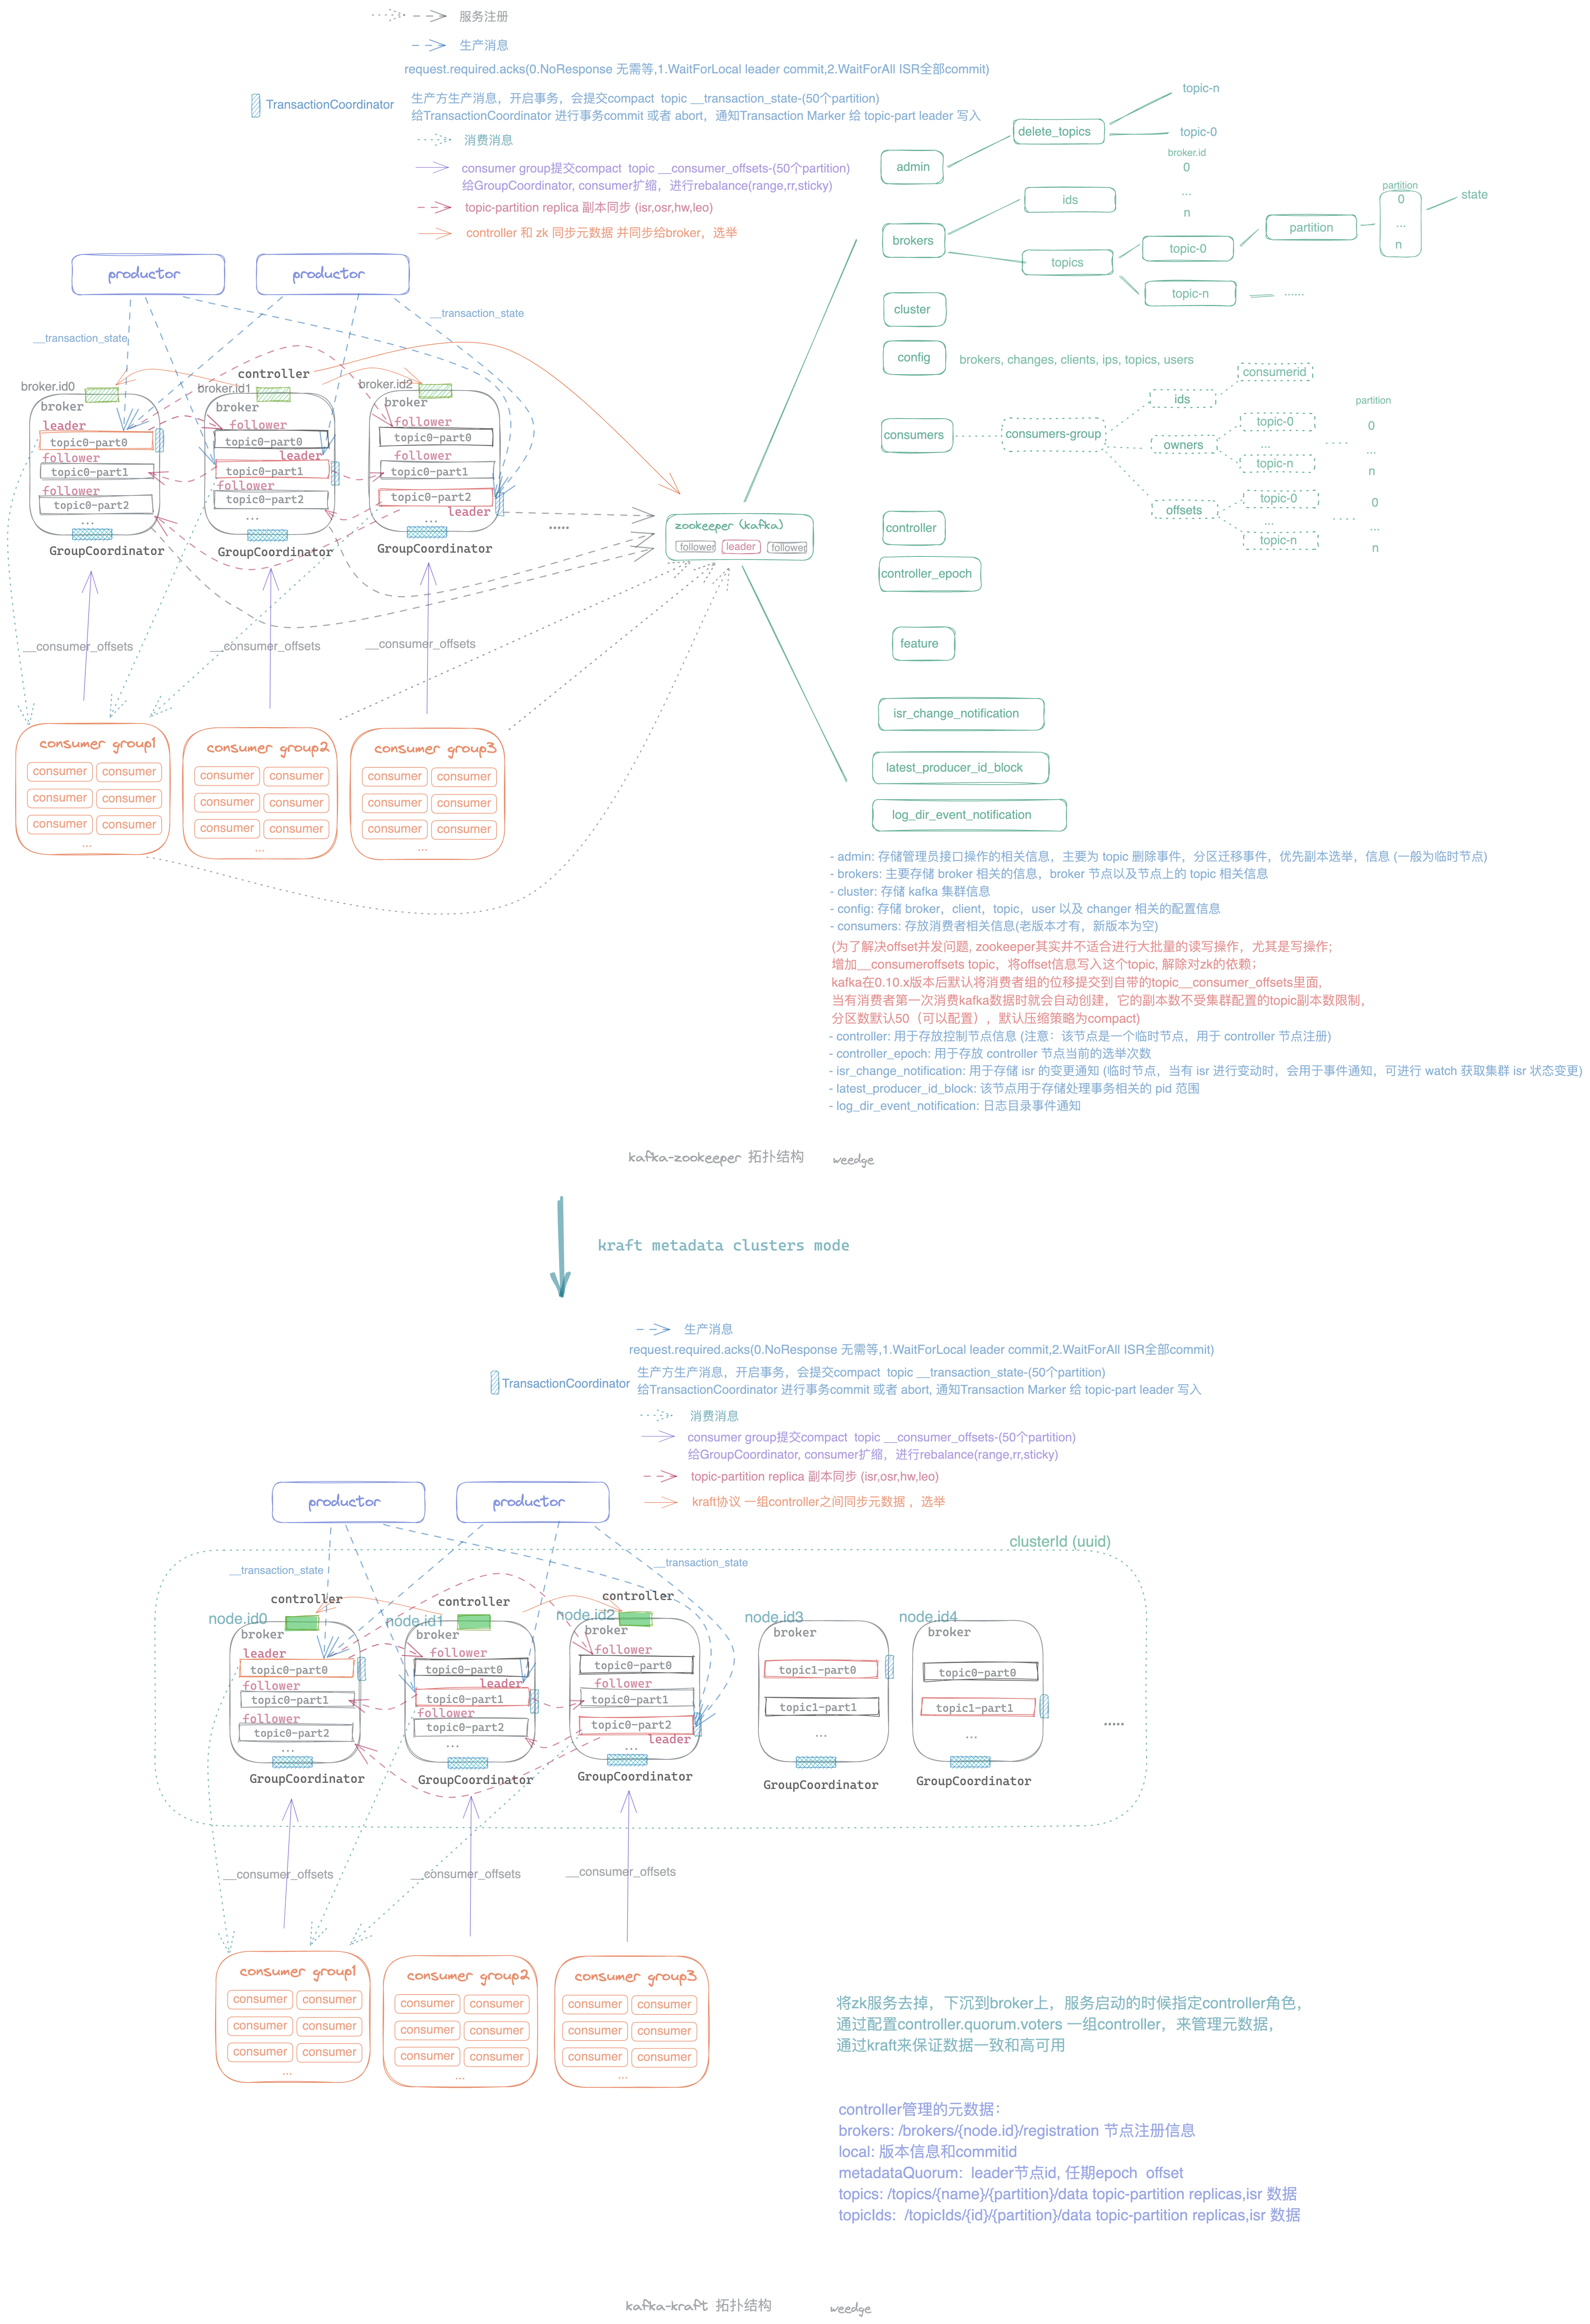 服务注册
生产消息
request.required.acks(0.NoResponse 无需等,1.WaitForLocal leader commit,2.WaitForAll ISR全部commit)
TransactionCoordinator
生产方生产消息，开启事务，会提交compact topic __transaction_state-(50个partition)
给TransactionCoordinator 进行事务commit 或者 abort，通知Transaction Marker 给 topic-part leader 写入
消费消息
consumer group提交compact topic __consumer_offsets-(50个partition)
给GroupCoordinator, consumer扩缩，进行rebalance(range,rr,sticky)
topic-partition replica 副本同步 (isr,osr,hw,leo)
controller 和 zk 同步元数据 并同步给broker，选举
productor
productor
__transaction_state
__transaction_state
controller
broker.id0
broker.id1
broker.id2
broker
leader
topic0-part0
follower
topic0-part1
follower
topic0-part2
...
GroupCoordinator
broker
follower
topic0-part0
leader
topic0-part1
follower
topic0-part2
...
GroupCoordinator
broker
follower
topic0-part0
follower
topic0-part1
topic0-part2
leader
...
GroupCoordinator
.....
zookeeper (kafka)
follower
leader
follower
__consumer_offsets
__consumer_offsets
__consumer_offsets
consumer group1
consumer consumer
consumer consumer
consumer consumer
...
consumer group2
consumer consumer
consumer consumer
consumer consumer
...
consumer group3
consumer consumer
consumer consumer
consumer consumer
...
admin
delete_topics
topic-n
topic-0
brokers
ids
broker.id
0
...
n
topics
topic-0
topic-n
......
partition
partition
0
...
n
state
cluster
config
brokers, changes, clients, ips, topics, users
consumers
consumers-group
ids
consumerid
owners
topic-0
...
topic-n
....
partition
0
...
n
offsets
topic-0
...
topic-n
....
0
...
n
controller
controller_epoch
feature
isr_change_notification
latest_producer_id_block
log_dir_event_notification
- admin: 存储管理员接口操作的相关信息，主要为 topic 删除事件，分区迁移事件，优先副本选举，信息 (一般为临时节点)
- brokers: 主要存储 broker 相关的信息，broker 节点以及节点上的 topic 相关信息
- cluster: 存储 kafka 集群信息
- config: 存储 broker，client，topic，user 以及 changer 相关的配置信息
- consumers: 存放消费者相关信息(老版本才有，新版本为空)
(为了解决offset并发问题, zookeeper其实并不适合进行大批量的读写操作，尤其是写操作;
增加__consumeroffsets topic，将offset信息写入这个topic, 解除对zk的依赖；
kafka在0.10.x版本后默认将消费者组的位移提交到自带的topic__consumer_offsets里面,
当有消费者第一次消费kafka数据时就会自动创建，它的副本数不受集群配置的topic副本数限制，
分区数默认50（可以配置），默认压缩策略为compact)
- controller: 用于存放控制节点信息 (注意：该节点是一个临时节点，用于 controller 节点注册)
- controller_epoch: 用于存放 controller 节点当前的选举次数
- isr_change_notification: 用于存储 isr 的变更通知 (临时节点，当有 isr 进行变动时，会用于事件通知，可进行 watch 获取集群 isr 状态变更)
- latest_producer_id_block: 该节点用于存储处理事务相关的 pid 范围
- log_dir_event_notification: 日志目录事件通知
kafka-zookeeper 拓扑结构
weedge
kraft metadata clusters mode
生产消息
request.required.acks(0.NoResponse 无需等,1.WaitForLocal leader commit,2.WaitForAll ISR全部commit)
TransactionCoordinator
生产方生产消息，开启事务，会提交compact topic __transaction_state-(50个partition)
给TransactionCoordinator 进行事务commit 或者 abort, 通知Transaction Marker 给 topic-part leader 写入
消费消息
consumer group提交compact topic __consumer_offsets-(50个partition)
给GroupCoordinator, consumer扩缩，进行rebalance(range,rr,sticky)
topic-partition replica 副本同步 (isr,osr,hw,leo)
kraft协议 一组controller之间同步元数据 ，选举
productor
productor
clusterId (uuid)
__transaction_state
__transaction_state
controller
controller
controller
node.id0
node.id1
node.id2
node.id3
node.id4
broker
leader
topic0-part0
follower
topic0-part1
follower
topic0-part2
...
GroupCoordinator
broker
follower
topic0-part0
leader
topic0-part1
follower
topic0-part2
...
GroupCoordinator
broker
follower
topic0-part0
follower
topic0-part1
topic0-part2
leader
...
GroupCoordinator
broker
topic1-part0
topic1-part1
...
GroupCoordinator
broker
topic0-part0
topic1-part1
...
GroupCoordinator
.....
__consumer_offsets
__consumer_offsets
__consumer_offsets
consumer group1
consumer consumer
consumer consumer
consumer consumer
...
consumer group2
consumer consumer
consumer consumer
consumer consumer
...
consumer group3
consumer consumer
consumer consumer
consumer consumer
...
将zk服务去掉，下沉到broker上，服务启动的时候指定controller角色，
通过配置controller.quorum.voters 一组controller，来管理元数据，
通过kraft来保证数据一致和高可用
controller管理的元数据：
brokers: /brokers/{node.id}/registration 节点注册信息
local: 版本信息和commitid
metadataQuorum: leader节点id, 任期epoch offset
topics: /topics/{name}/{partition}/data topic-partition replicas,isr 数据
topicIds: /topicIds/{id}/{partition}/data topic-partition replicas,isr 数据
kafka-kraft 拓扑结构
weedge